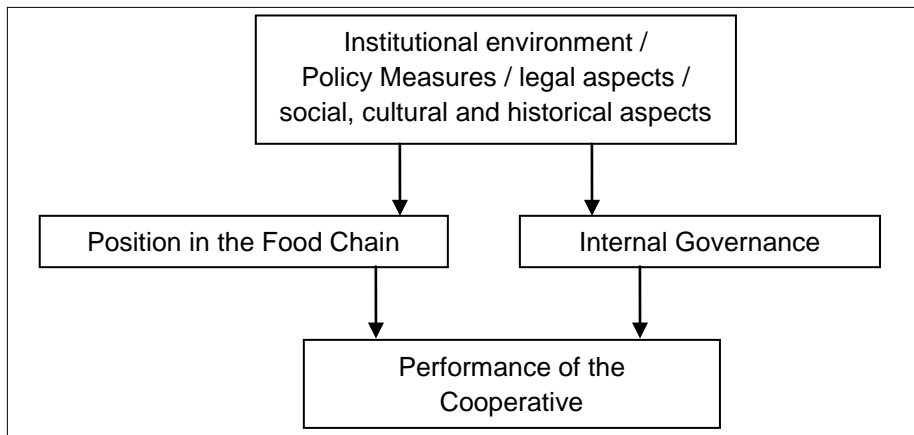 Institutional environment /
Policy Measures / legal aspects /
social, cultural and historical aspects
Position in the Food Chain
Internal Governance
Performance of the
Cooperative